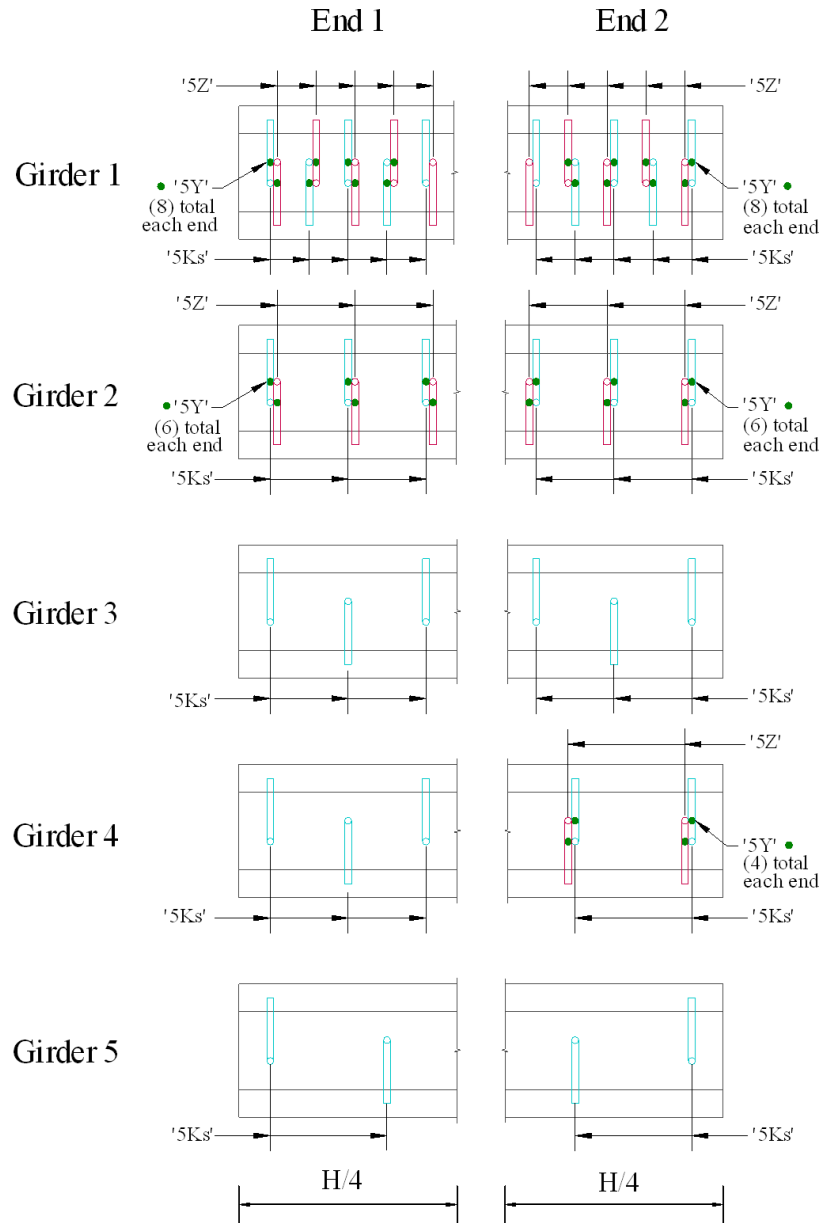 End 1 End 2
'5Z' '5Z'
Girder 1
'5Y'
(8) total
each end
'5Y'
(8) total
each end
'5Ks' '5Ks'
'5Z' '5Z'
Girder 2
'5Y'
(6) total
each end
'5Y'
(6) total
each end
'5Ks' '5Ks'
Girder 3
'5Ks' '5Ks'
'5Z'
Girder 4
'5Y'
(4) total
each end
'5Ks' '5Ks'
Girder 5
'5Ks' '5Ks'
H/4 H/4